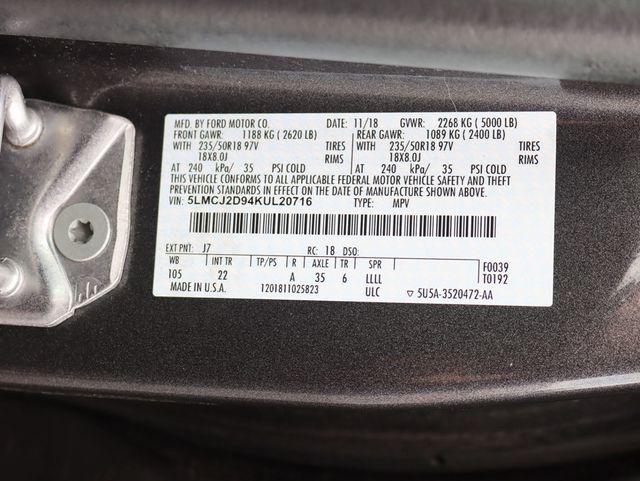 MFD. BY FORD MOTOR CO. DATE: 11/18 GVWR: 2268 KG ( 5000 LB)
FRONT GAWR: 1188 KG ( 2620 LB) REAR GAWR: 1089 KG ( 2400 LB)
WITH 235/50R18 97V TIRES WITH 235/50R18 97V TIRES
18X8.0J RIMS 18X8.0J RIMS
AT 240 kPa/ 35 PSI COLD AT 240 kPa/ 35 PSI COLD
THIS VEHICLE CONFORMS TO ALL APPLICABLE FEDERAL MOTOR VEHICLE SAFETY AND THEFT
PREVENTION STANDARDS IN EFFECT ON THE DATE OF MANUFACTURE SHOWN ABOVE.
VIN: 5LMCJ2D94KUL20716 TYPE: MPV
EXT PNT: J7 RC: 18 DSO:
WB INT TR TP/PS R AXLE TR SPR F0039
105 22 A 35 6 LLLL T0192
MADE IN U.S.A. 1201811025823 ULC ▽ 5U5A-3520472-AA